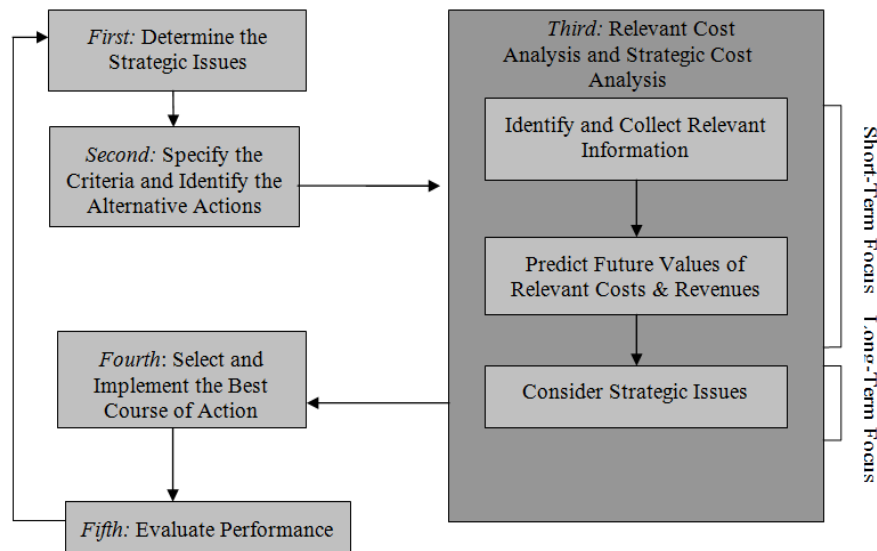 First: Determine the
Strategic Issues
Second: Specify the
Criteria and Identify the
Alternative Actions
Third: Relevant Cost
Analysis and Strategic Cost
Analysis
Identify and Collect Relevant
Information
Predict Future Values of
Relevant Costs & Revenues
Consider Strategic Issues
Short-Term Focus
Long-Term Focus
Fourth: Select and
Implement the Best
Course of Action
Fifth: Evaluate Performance